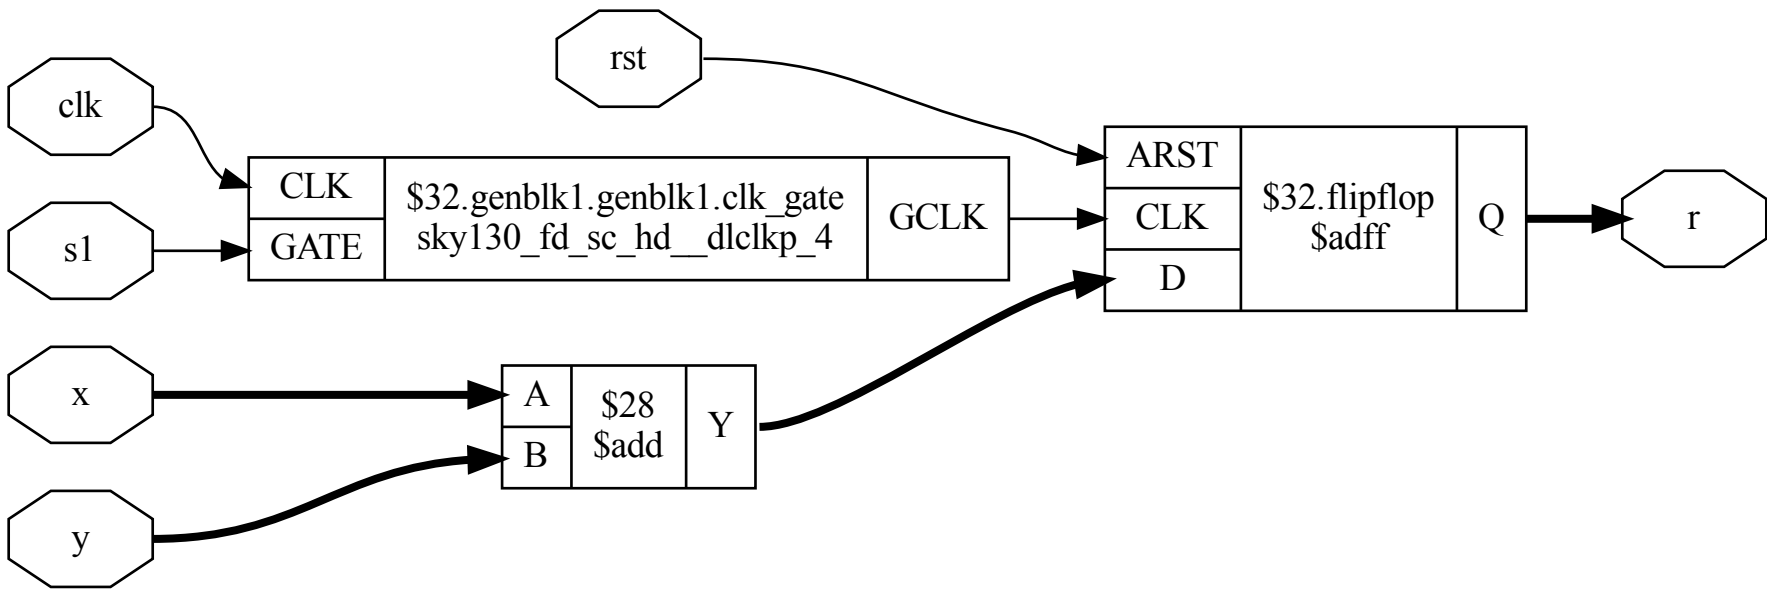 rst
clk
CLK
GATE
$32.genblk1.genblk1.clk_gate
sky130_fd_sc_hd__dlclkp_4
GCLK
s1
ARST
CLK
D
$32.flipflop
$adff
Q
r
x
A
B
$28
$add
Y
y